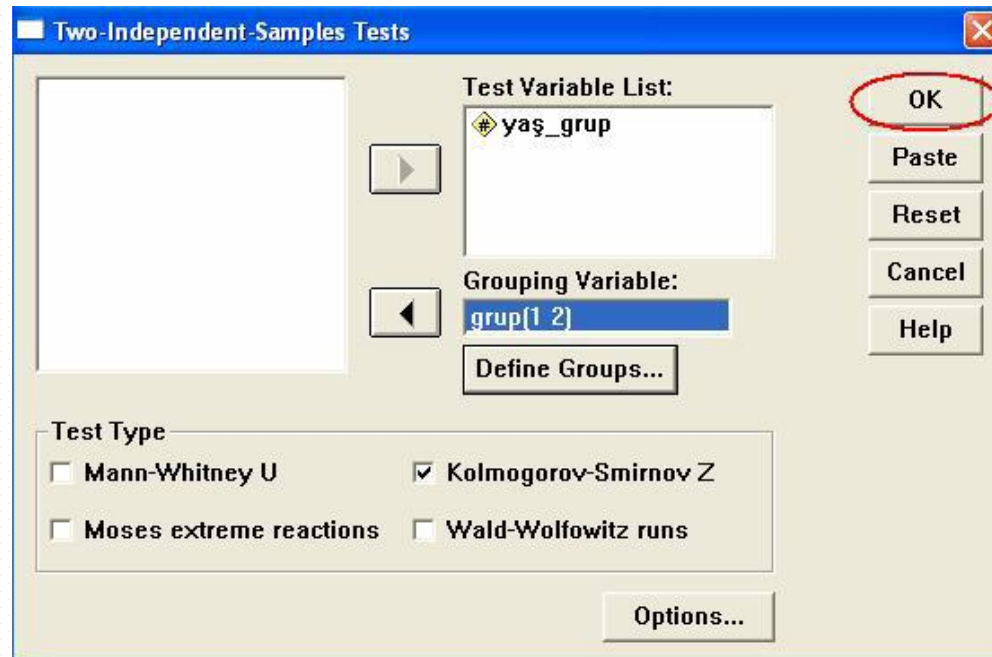 Two-Independent-Samples Tests
Test Variable List:
# yaş_grup
Grouping Variable:
grup(1 2)
Define Groups...
OK
Paste
Reset
Cancel
Help
Test Type
Mann-Whitney U
Kolmogorov-Smirnov Z
Moses extreme reactions
Wald-Wolfowitz runs
Options...